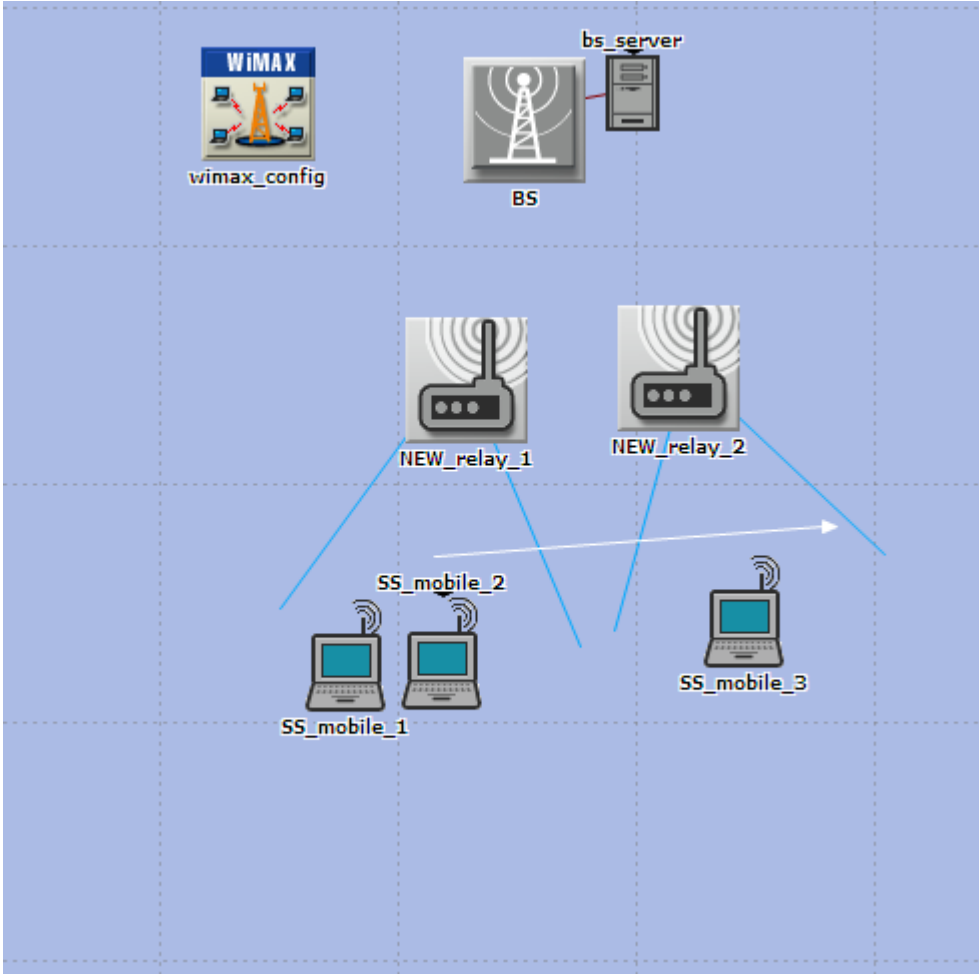 bs_server
WiMAX
wimax_config
BS
NEW_relay_1
NEW_relay_2
SS_mobile_2
SS_mobile_3
SS_mobile_1